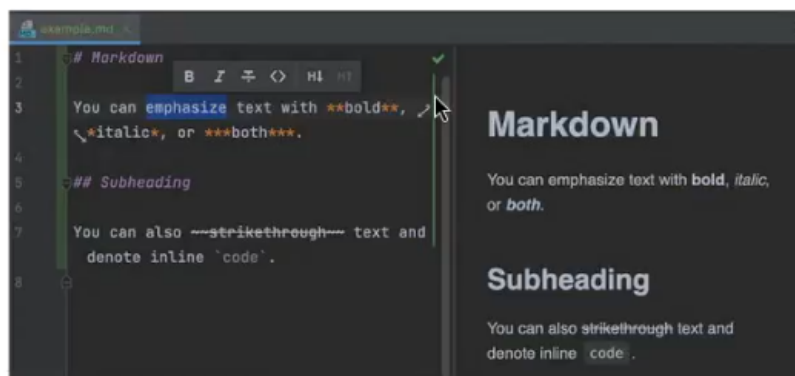 example.md
1 # Markdown
2
B I T <> H1 H1
3 You can emphasize text with **bold**,
*italic*, or ***both***.
4
5 ## Subheading
6
7 You can also ~~strikethrough~~ text and
denote inline `code`.
8
Markdown
You can emphasize text with bold, italic,
or both.
Subheading
You can also strikethrough text and
denote inline code.